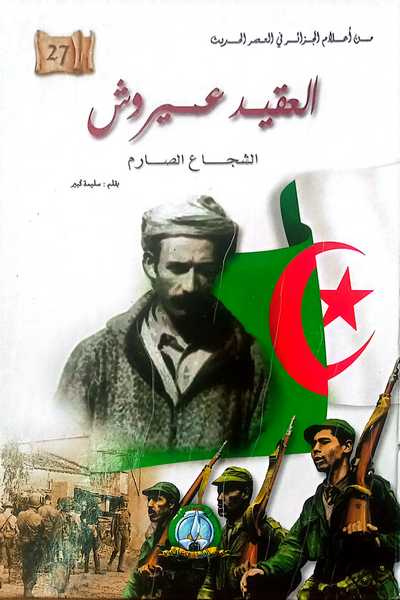 من أعلام الجزائر في العصر الحديث
27
العقيد عميروش
الشجاع الصارم
بقلم : سليمة كبير